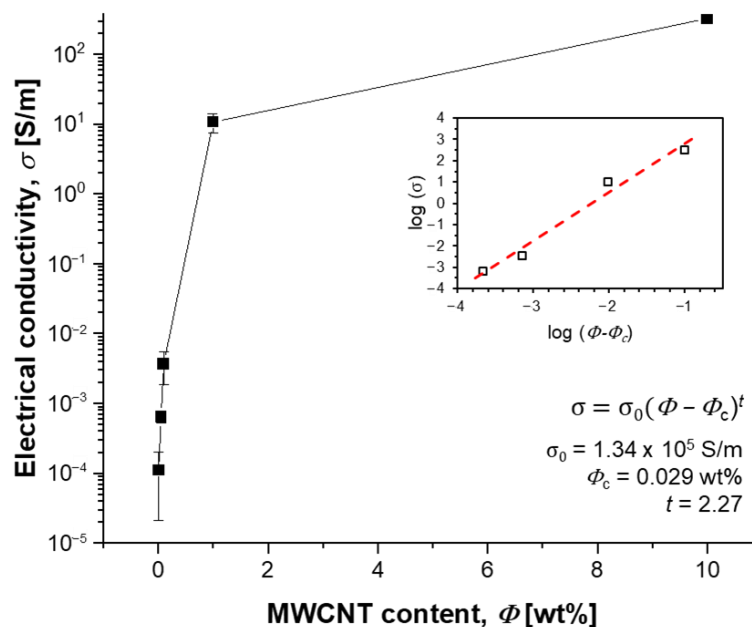 Electrical conductivity, σ [S/m]
10²
10¹
10⁰
10⁻¹
10⁻²
10⁻³
10⁻⁴
10⁻⁵
0 2 4 6 8 10
MWCNT content, Φ [wt%]
log (σ)
4
3
2
1
0
−1
−2
−3
−4
−4 −3 −2 −1
log (Φ-Φc)
σ = σ₀(Φ − Φc)ᵗ
σ₀ = 1.34 x 10⁵ S/m
Φc = 0.029 wt%
t = 2.27